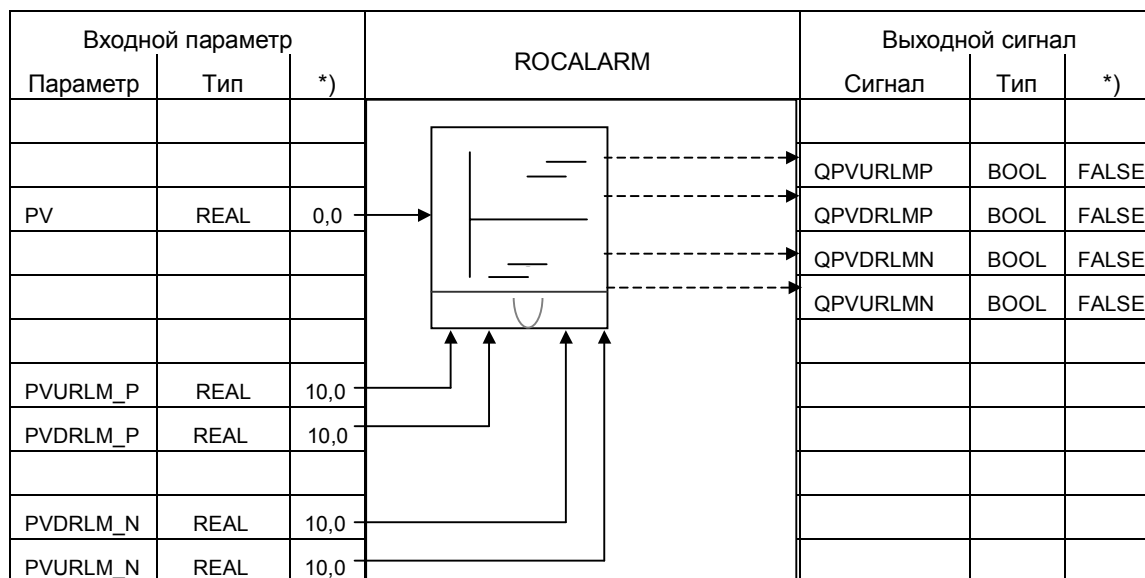 Входной параметр
ROCALARM
Выходной сигнал
Параметр Тип *)
Сигнал Тип *)
QPVURLMP BOOL FALSE
PV REAL 0,0
QPVDRLMP BOOL FALSE
QPVDRLMN BOOL FALSE
QPVURLMN BOOL FALSE
PVURLM_P REAL 10,0
PVDRLM_P REAL 10,0
PVDRLM_N REAL 10,0
PVURLM_N REAL 10,0